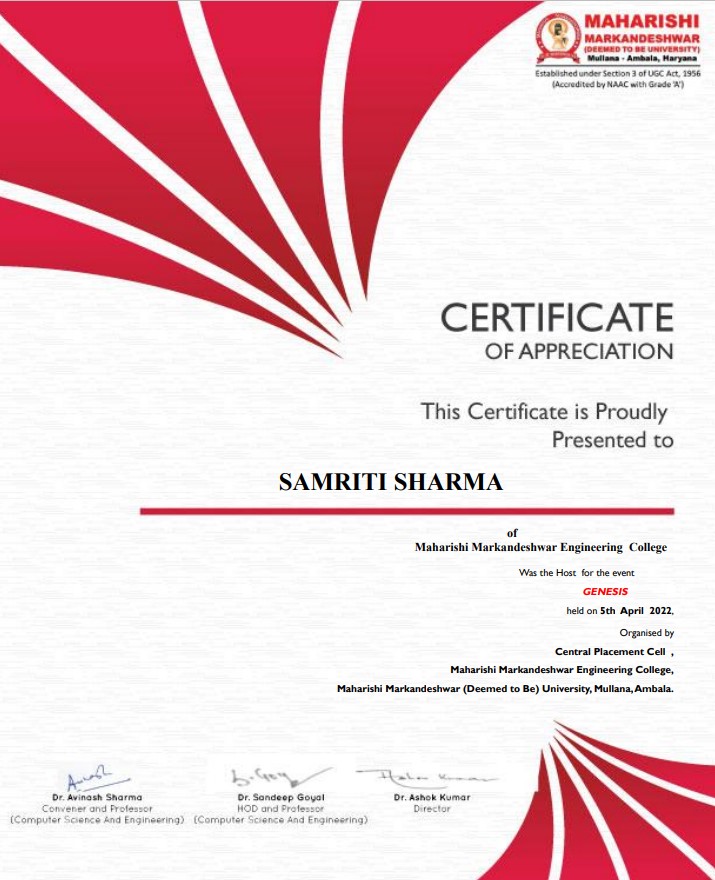 MAHARISHI
MARKANDESHWAR
(DEEMED TO BE UNIVERSITY)
Mullana - Ambala, Haryana
Established under Section 3 of UGC Act, 1956
(Accredited by NAAC with Grade 'A')
CERTIFICATE
OF APPRECIATION
This Certificate is Proudly
Presented to
SAMRITI SHARMA
of
Maharishi Markandeshwar Engineering College
Was the Host for the event
GENESIS
held on 5th April 2022,
Organised by
Central Placement Cell ,
Maharishi Markandeshwar Engineering College,
Maharishi Markandeshwar (Deemed to Be) University, Mullana, Ambala.
Dr. Avinash Sharma
Convener and Professor
(Computer Science And Engineering)
Dr. Sandeep Goyal
HOD and Professor
(Computer Science And Engineering)
Dr. Ashok Kumar
Director